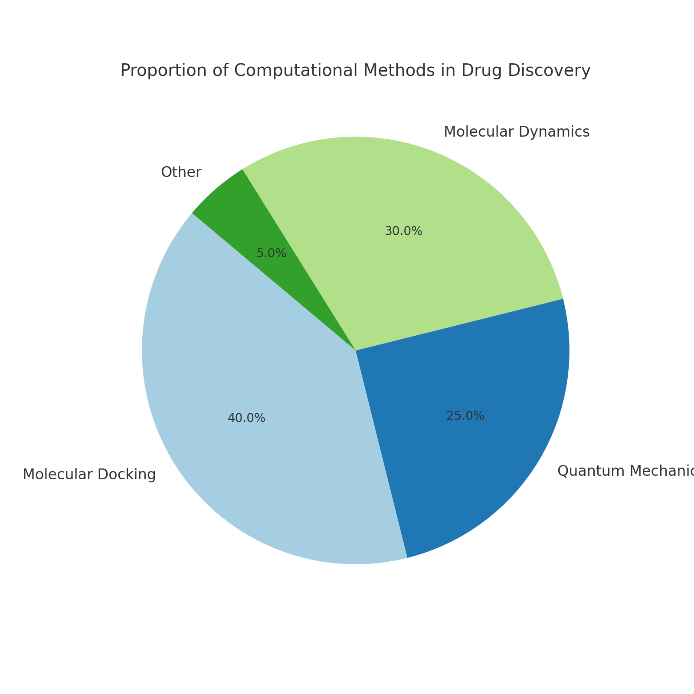 Proportion of Computational Methods in Drug Discovery
Molecular Dynamics
Other
30.0%
5.0%
40.0%
25.0%
Quantum Mechanic
Molecular Docking